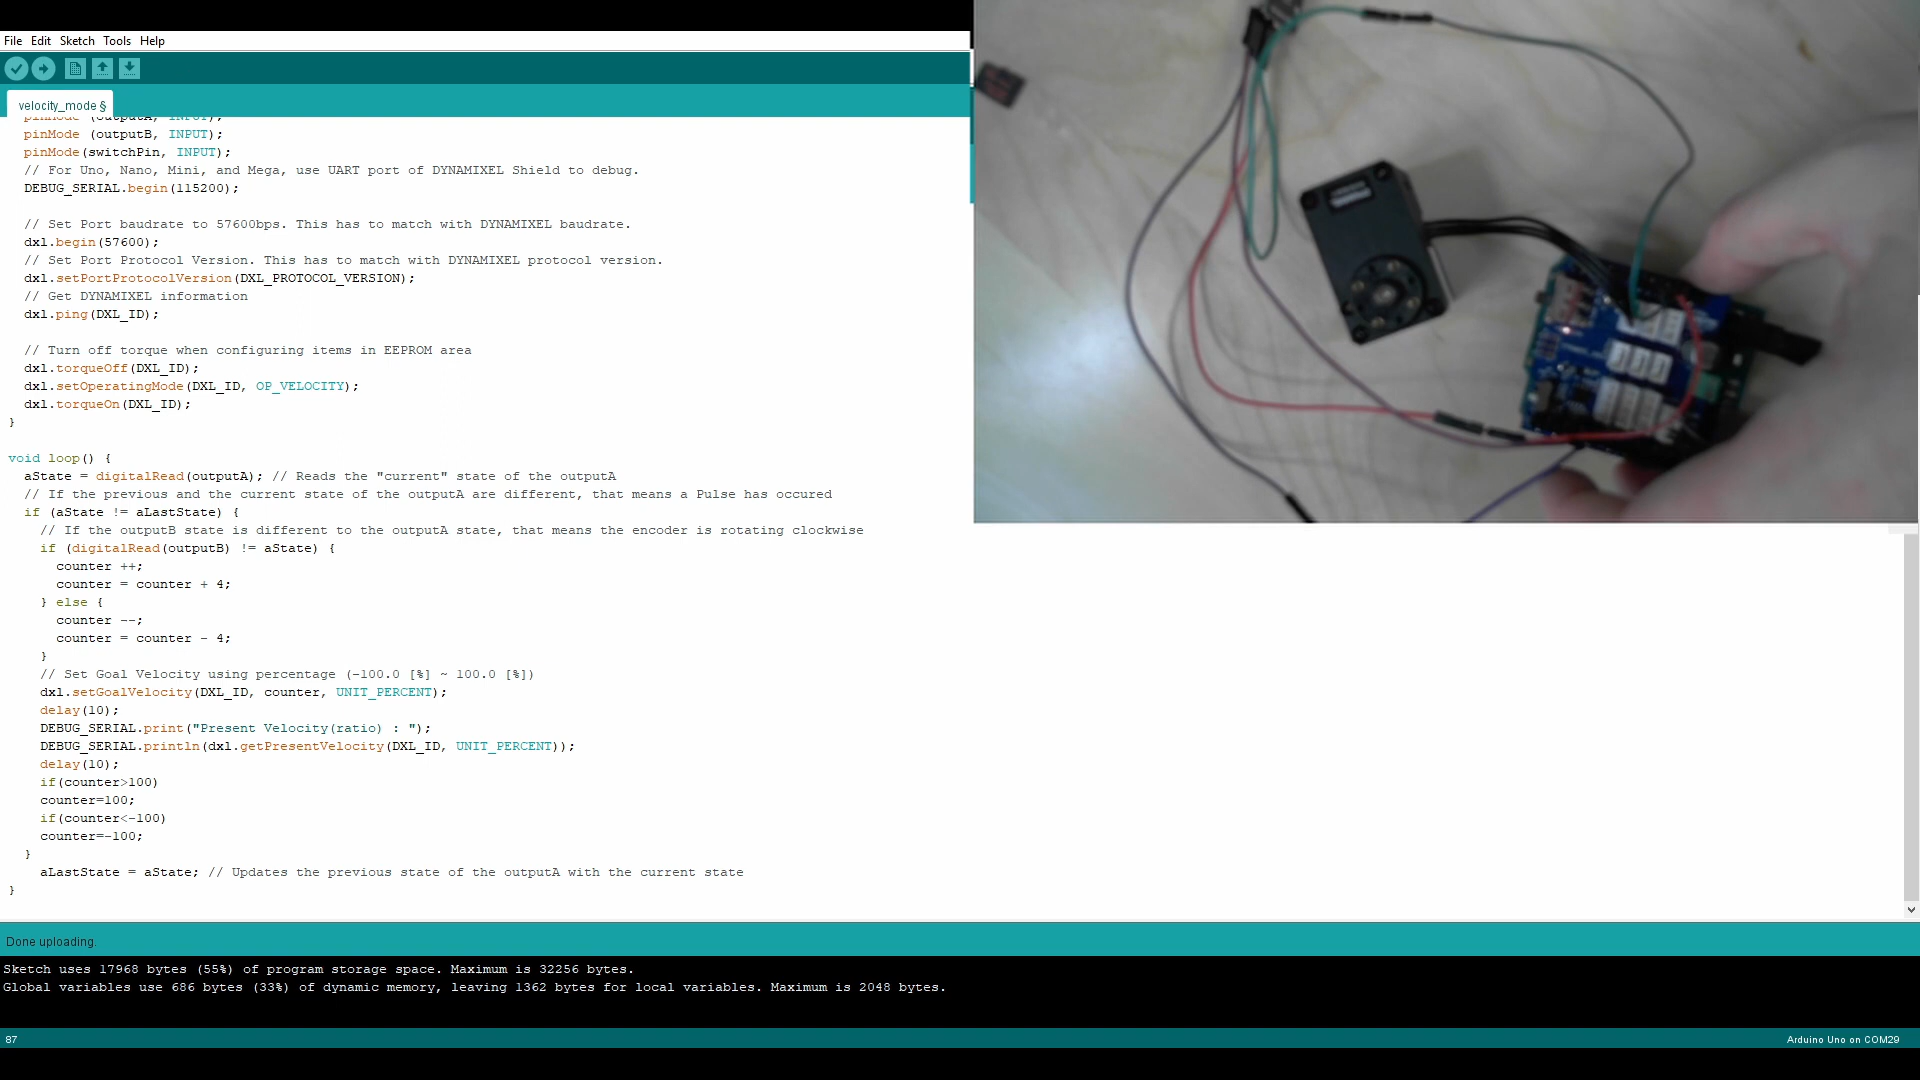 File Edit Sketch Tools Help
velocity_mode §
pinMode (outputA, INPUT);
pinMode (outputB, INPUT);
pinMode(switchPin, INPUT);
// For Uno, Nano, Mini, and Mega, use UART port of DYNAMIXEL Shield to debug.
DEBUG_SERIAL.begin(115200);
// Set Port baudrate to 57600bps. This has to match with DYNAMIXEL baudrate.
dxl.begin(57600);
// Set Port Protocol Version. This has to match with DYNAMIXEL protocol version.
dxl.setPortProtocolVersion(DXL_PROTOCOL_VERSION);
// Get DYNAMIXEL information
dxl.ping(DXL_ID);
// Turn off torque when configuring items in EEPROM area
dxl.torqueOff(DXL_ID);
dxl.setOperatingMode(DXL_ID, OP_VELOCITY);
dxl.torqueOn(DXL_ID);
}
void loop() {
aState = digitalRead(outputA); // Reads the "current" state of the outputA
// If the previous and the current state of the outputA are different, that means a Pulse has occured
if (aState != aLastState) {
// If the outputB state is different to the outputA state, that means the encoder is rotating clockwise
if (digitalRead(outputB) != aState) {
counter ++;
counter = counter + 4;
} else {
counter --;
counter = counter - 4;
}
// Set Goal Velocity using percentage (-100.0 [%] ~ 100.0 [%])
dxl.setGoalVelocity(DXL_ID, counter, UNIT_PERCENT);
delay(10);
DEBUG_SERIAL.print("Present Velocity(ratio) : ");
DEBUG_SERIAL.println(dxl.getPresentVelocity(DXL_ID, UNIT_PERCENT));
delay(10);
if(counter>100)
counter=100;
if(counter<-100)
counter=-100;
}
aLastState = aState; // Updates the previous state of the outputA with the current state
}
Done uploading.
Sketch uses 17968 bytes (55%) of program storage space. Maximum is 32256 bytes.
Global variables use 686 bytes (33%) of dynamic memory, leaving 1362 bytes for local variables. Maximum is 2048 bytes.
87
Arduino Uno on COM29